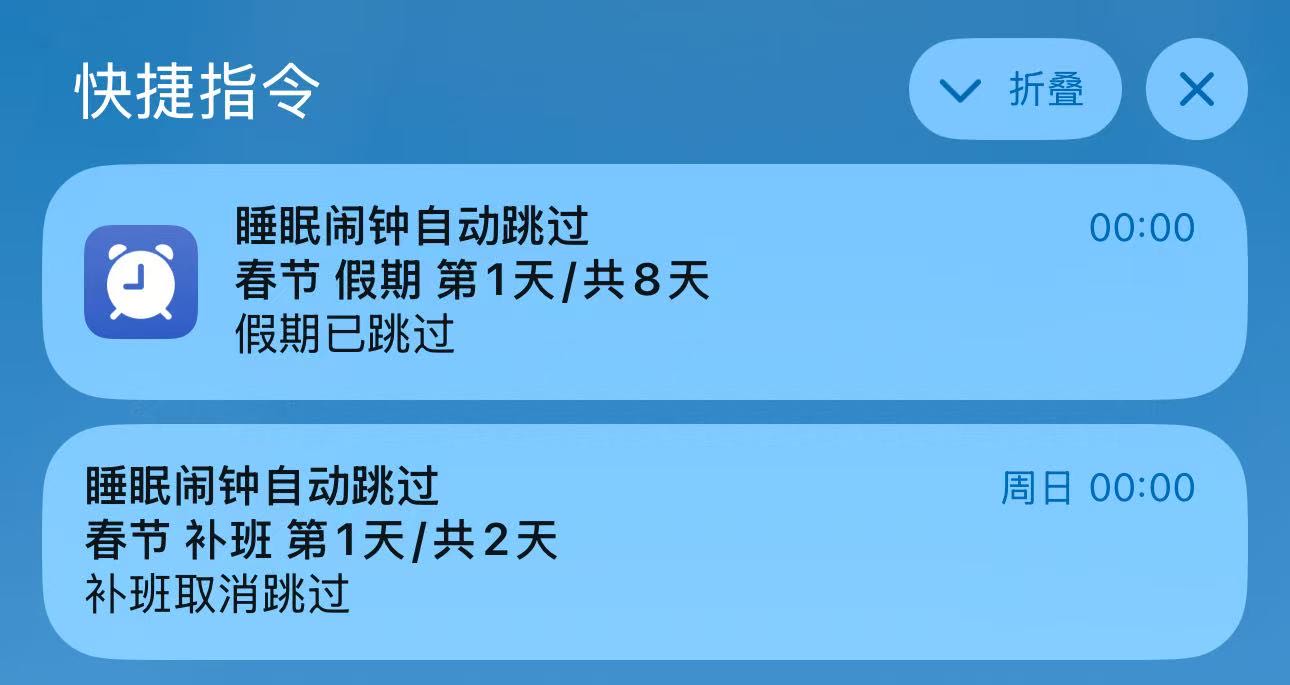 快捷指令
折叠
睡眠闹钟自动跳过 00:00
春节 假期 第1天/共8天
假期已跳过
睡眠闹钟自动跳过 周日 00:00
春节 补班 第1天/共2天
补班取消跳过